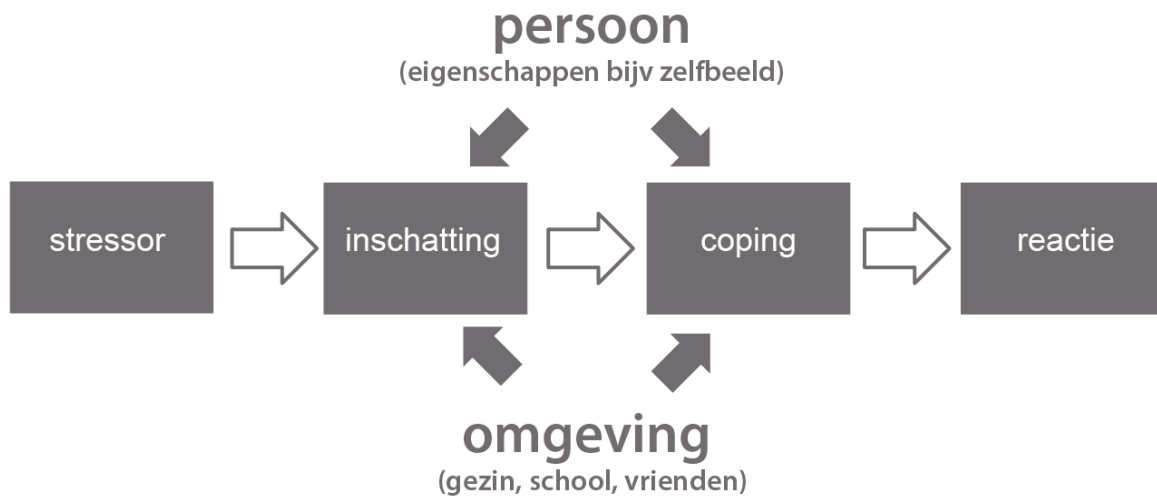 persoon
(eigenschappen bijv zelfbeeld)
stressor
inschatting
coping
reactie
omgeving
(gezin, school, vrienden)